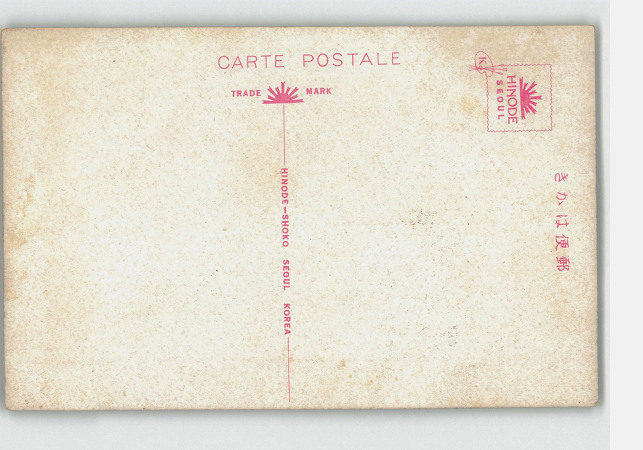 CARTE POSTALE
TRADE MARK
HINODE-SHOKO SEOUL KOREA
K
HINODE
SEOUL
きかは便郵